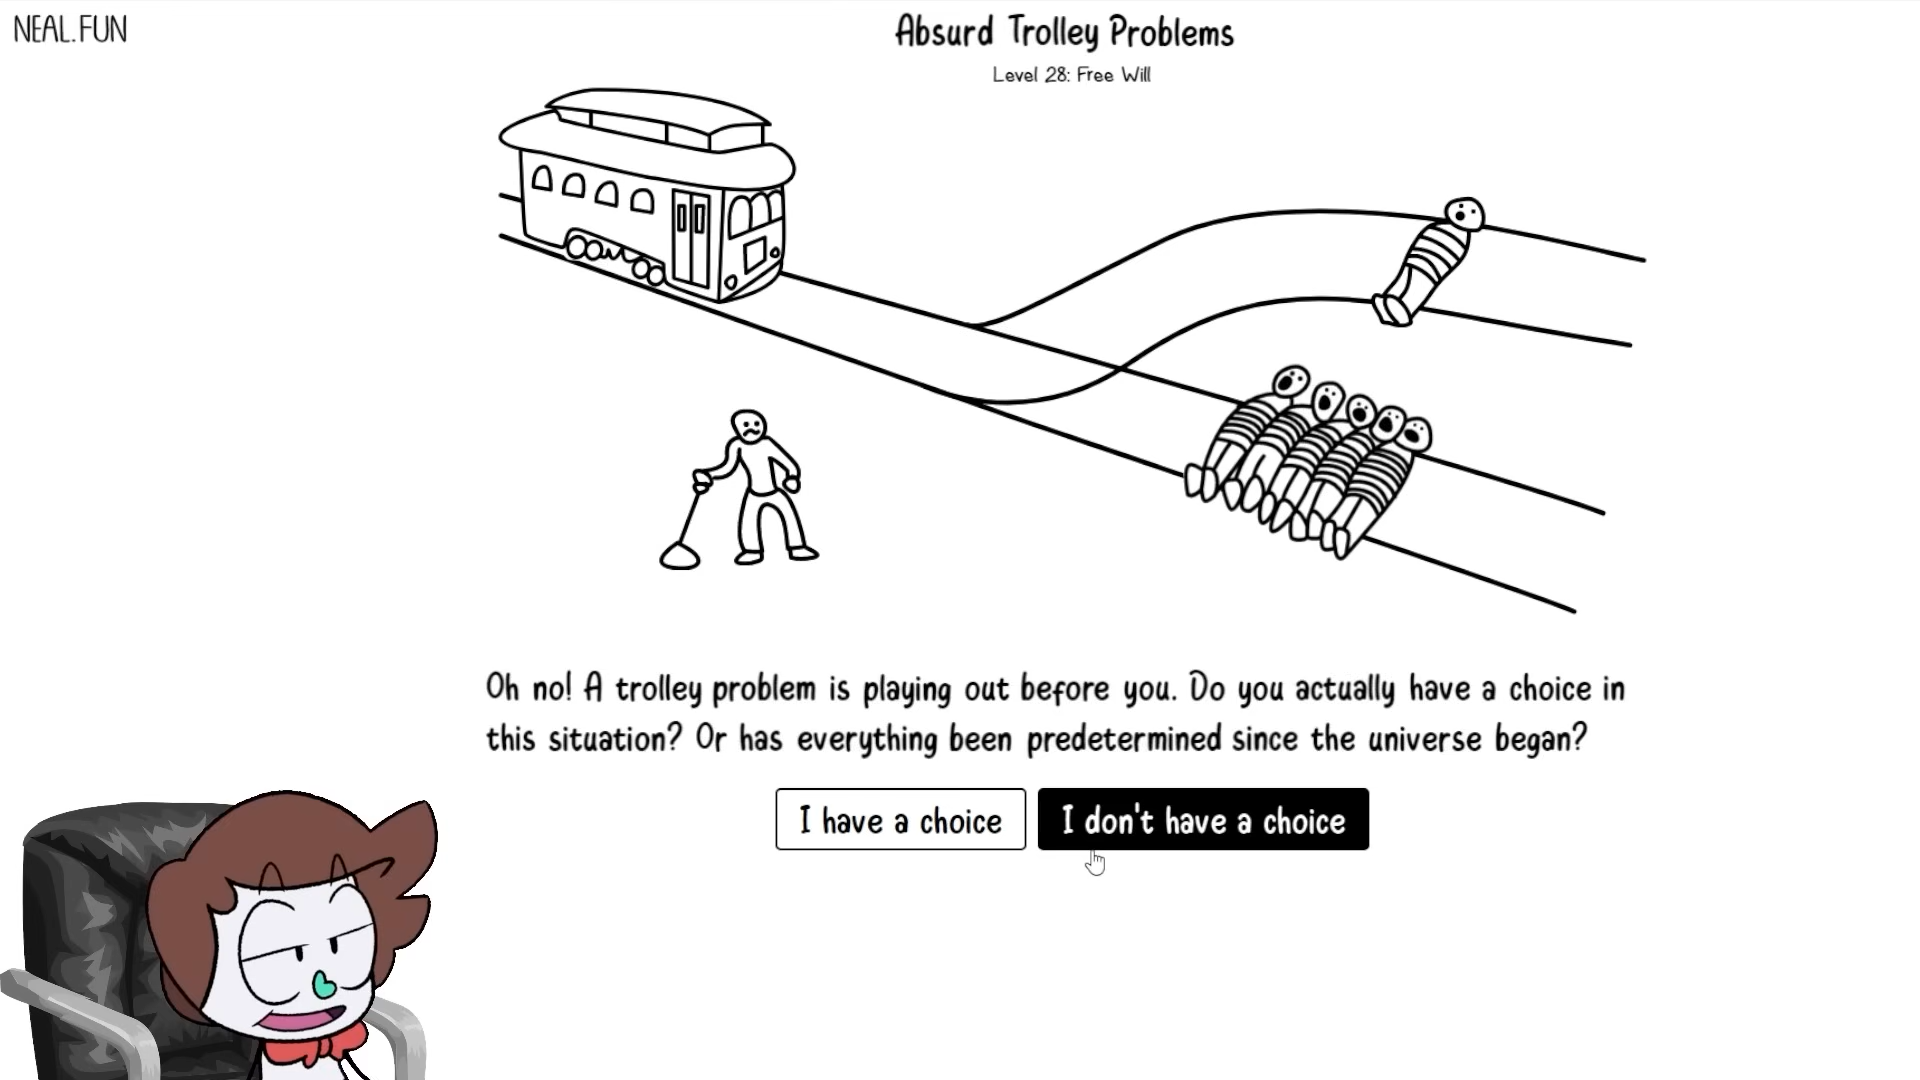 NEAL.FUN
Absurd Trolley Problems
Level 28: Free Will
Oh no! A trolley problem is playing out before you. Do you actually have a choice in
this situation? Or has everything been predetermined since the universe began?
I have a choice
I don't have a choice